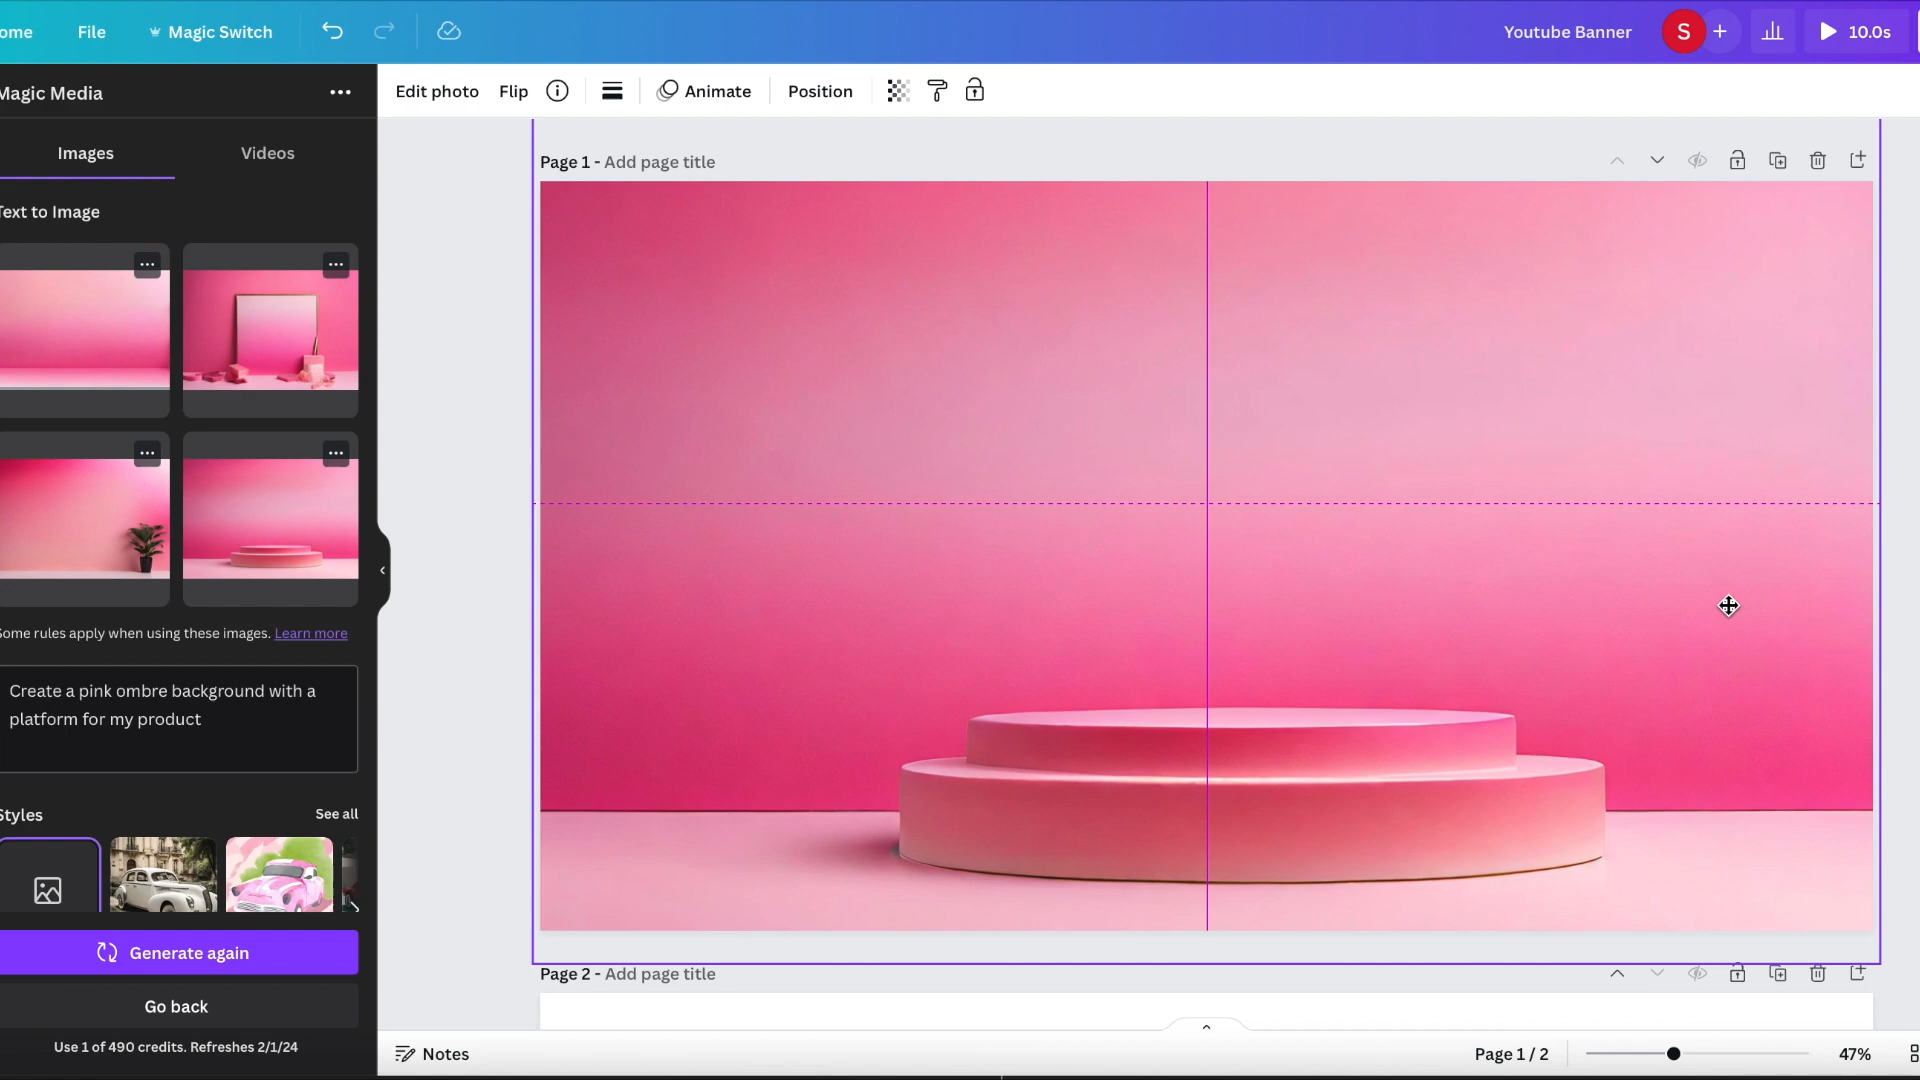 ome File Magic Switch Youtube Banner S + 10.0s
Magic Media
Edit photo Flip Animate Position
Images Videos
Page 1 - Add page title
Text to Image
Some rules apply when using these images. Learn more
Create a pink ombre background with a
platform for my product
Styles See all
Generate again
Page 2 - Add page title
Go back
Use 1 of 490 credits. Refreshes 2/1/24
Notes Page 1 / 2 47%